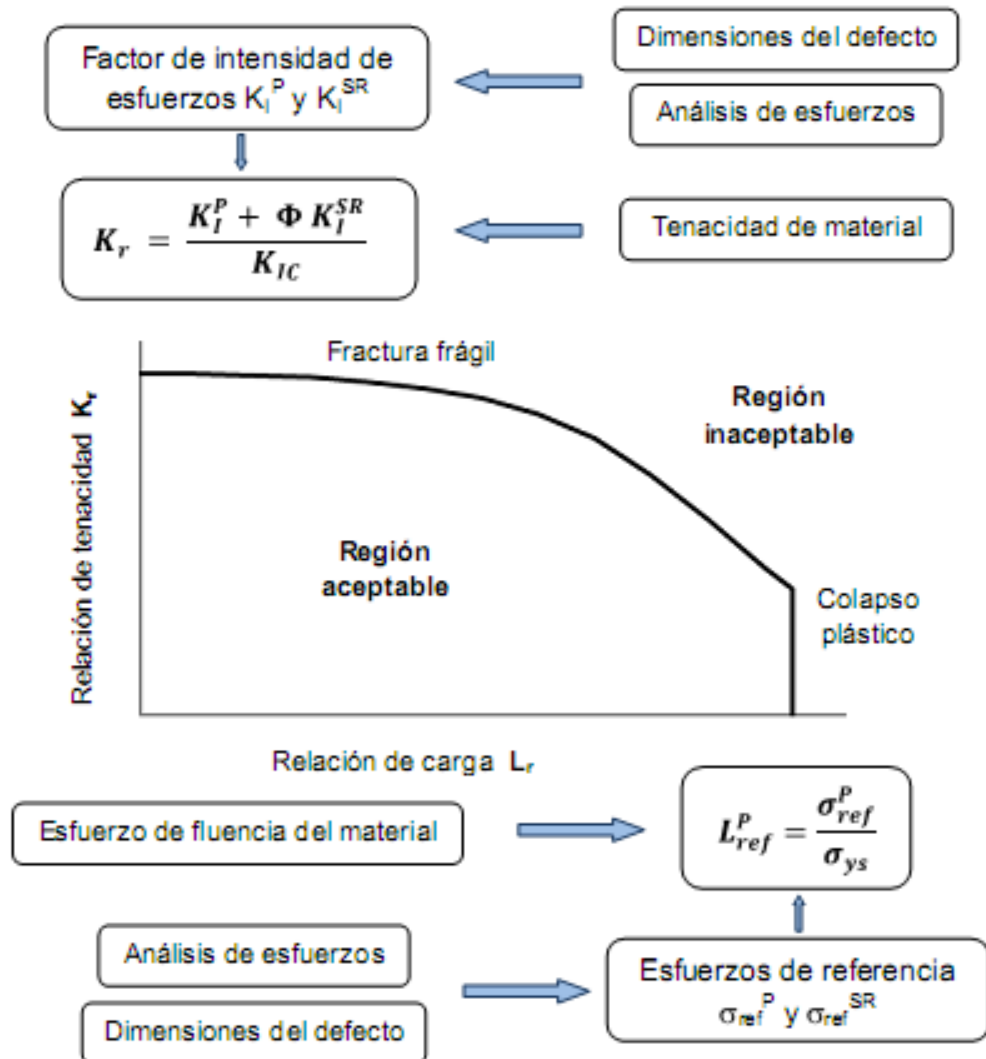 Factor de intensidad de
esfuerzos K_I^P y K_I^SR
Dimensiones del defecto
Análisis de esfuerzos
K_r = (K_I^P + Φ K_I^SR) / K_IC
Tenacidad de material
Fractura frágil
Región
inaceptable
Relación de tenacidad K_r
Región
aceptable
Colapso
plástico
Relación de carga L_r
Esfuerzo de fluencia del material
L_ref^P = σ_ref^P / σ_ys
Análisis de esfuerzos
Dimensiones del defecto
Esfuerzos de referencia
σ_ref^P y σ_ref^SR